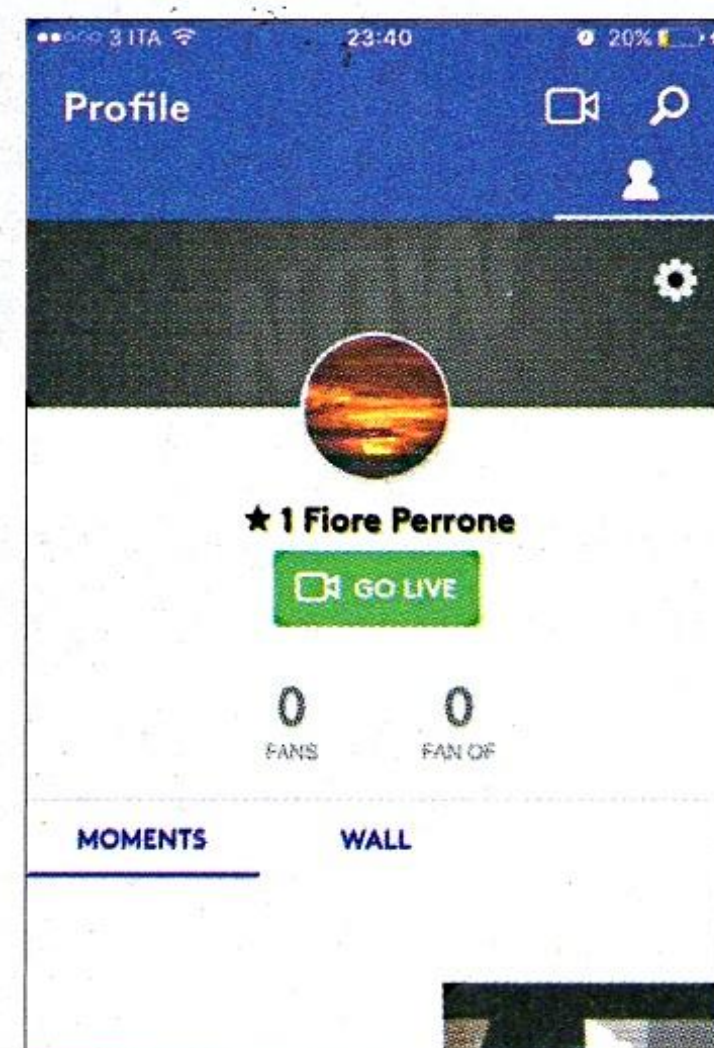 3 ITA 23:40 20%
Profile
★ 1 Fiore Perrone
GO LIVE
0 0
FANS FAN OF
MOMENTS WALL